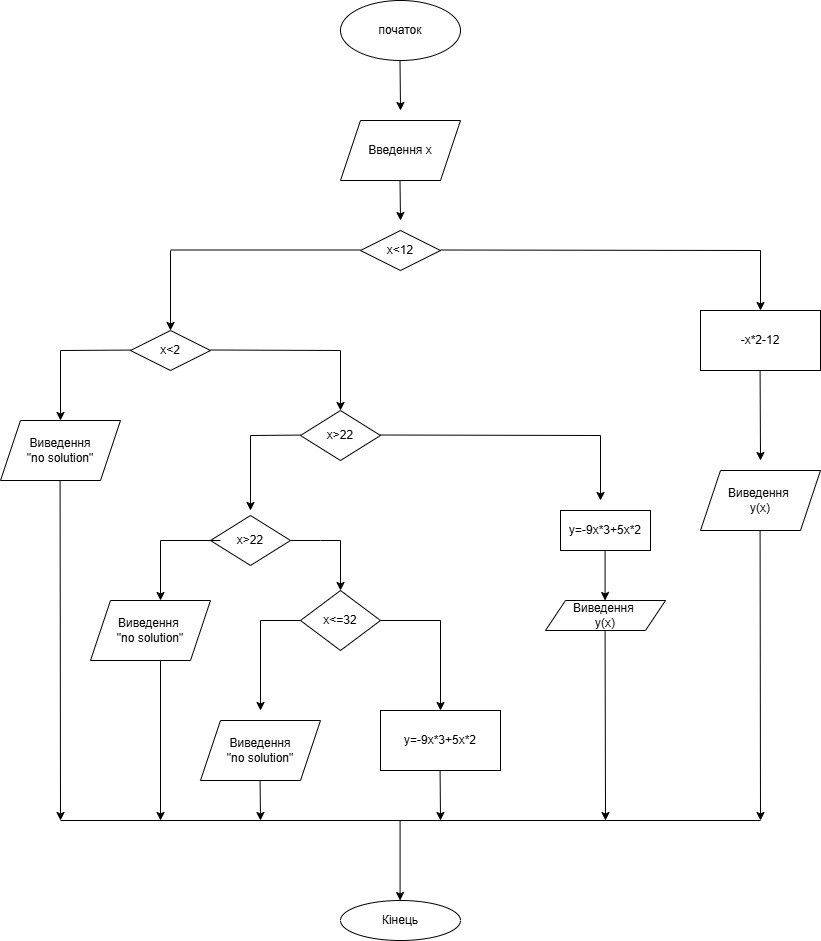 початок
Введення x
x<12
x<2
-x*2-12
Виведення
"no solution"
x>22
Виведення
y(x)
y=-9x*3+5x*2
x>22
Виведення
"no solution"
x<=32
Виведення
y(x)
Виведення
"no solution"
y=-9x*3+5x*2
Кінець